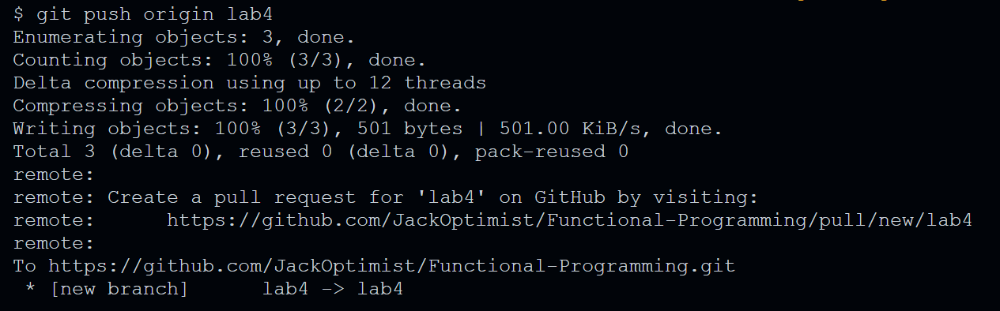 $ git push origin lab4
Enumerating objects: 3, done.
Counting objects: 100% (3/3), done.
Delta compression using up to 12 threads
Compressing objects: 100% (2/2), done.
Writing objects: 100% (3/3), 501 bytes | 501.00 KiB/s, done.
Total 3 (delta 0), reused 0 (delta 0), pack-reused 0
remote:
remote: Create a pull request for 'lab4' on GitHub by visiting:
remote:      https://github.com/JackOptimist/Functional-Programming/pull/new/lab4
remote:
To https://github.com/JackOptimist/Functional-Programming.git
 * [new branch]      lab4 -> lab4